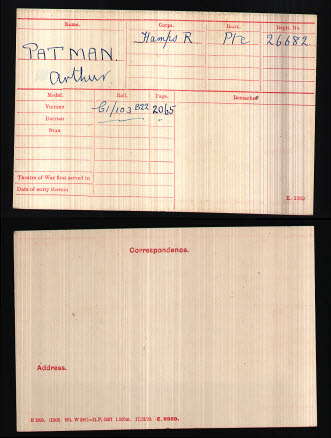 Name. Corps. Rank. Regtl. No.
PATMAN. Hamps R Pte 26682
Arthur
Medal. Roll. Page. Remarks
Victory G1/103 B22 2065
British
Star
Theatre of War first served in
Date of entry therein
Correspondence.
Address.